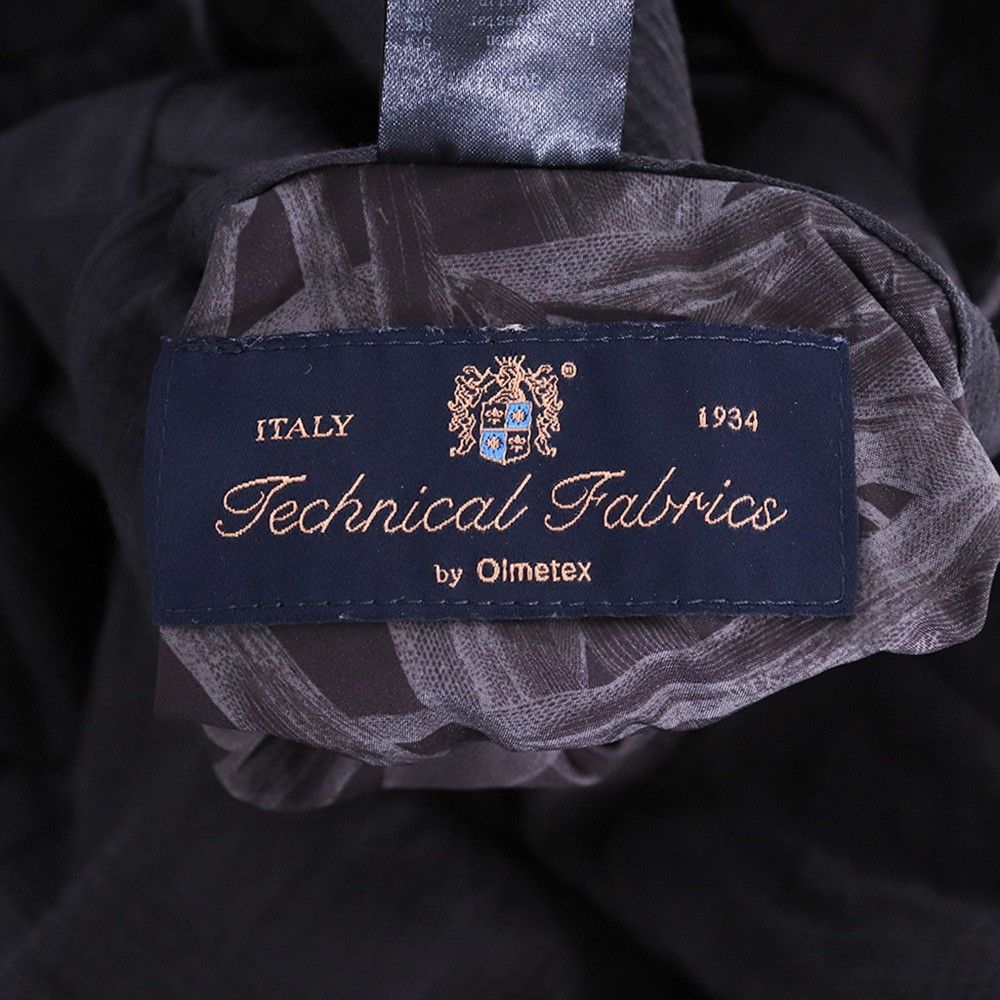 ITALY 1934
Technical Fabrics
by Olmetex